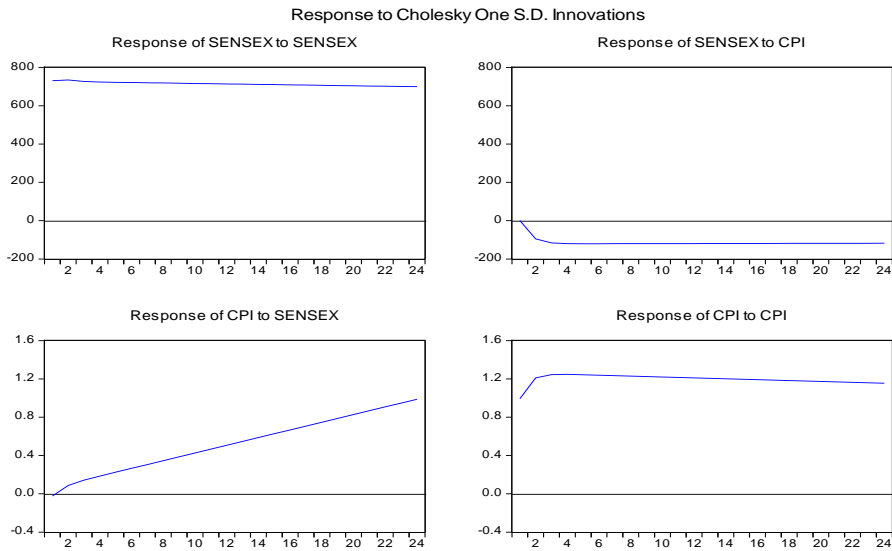 Response to Cholesky One S.D. Innovations
Response of SENSEX to SENSEX
800
600
400
200
0
-200
2 4 6 8 10 12 14 16 18 20 22 24
Response of SENSEX to CPI
800
600
400
200
0
-200
2 4 6 8 10 12 14 16 18 20 22 24
Response of CPI to SENSEX
1.6
1.2
0.8
0.4
0.0
-0.4
2 4 6 8 10 12 14 16 18 20 22 24
Response of CPI to CPI
1.6
1.2
0.8
0.4
0.0
-0.4
2 4 6 8 10 12 14 16 18 20 22 24